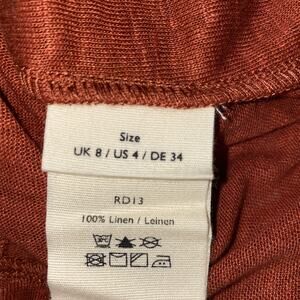 Size
UK 8 / US 4 / DE 34
RD13
100% Linen / Leinen